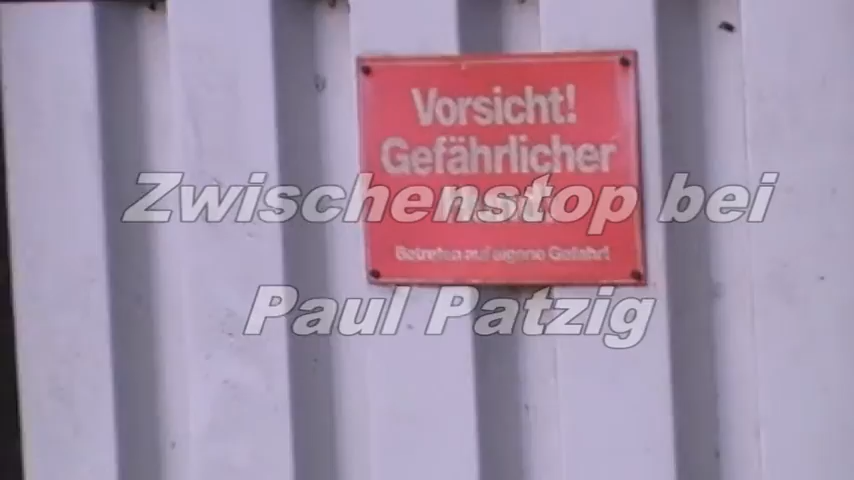 Vorsicht!
Gefährlicher
Zwischenstop bei
Betreten auf eigene Gefahr!
Paul Patzig